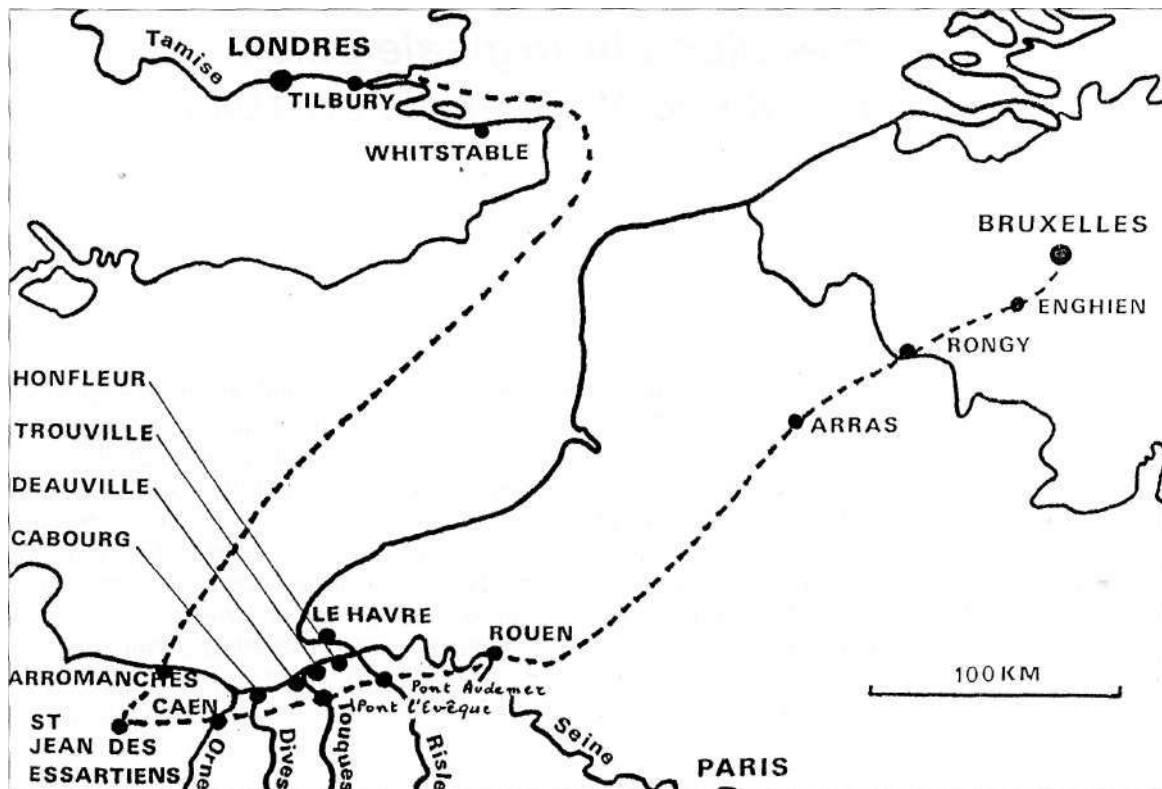 Tamise
LONDRES
TILBURY
WHITSTABLE
BRUXELLES
ENGHIEN
RONGY
ARRAS
HONFLEUR
TROUVILLE
DEAUVILLE
CABOURG
LE HAVRE
ROUEN
100 KM
ARROMANCHES
CAEN
Pont Audemer
Pont l'Evêque
ST
JEAN DES
ESSARTIENS
Orne
Dives
Touques
Risle
Seine
PARIS